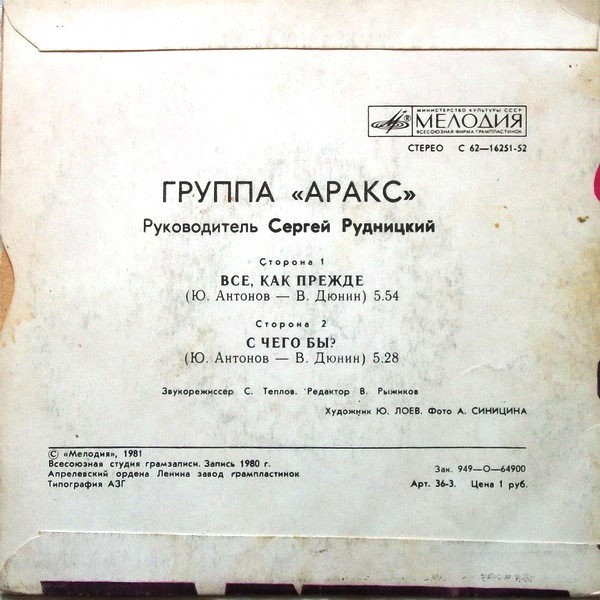 МИНИСТЕРСТВО КУЛЬТУРЫ СССР
МЕЛОДИЯ
ВСЕСОЮЗНАЯ ФИРМА ГРАМПЛАСТИНОК
СТЕРЕО С 62—16251-52
ГРУППА «АРАКС»
Руководитель Сергей Рудницкий
Сторона 1
ВСЕ, КАК ПРЕЖДЕ
(Ю. Антонов — В. Дюнин) 5.54
Сторона 2
С ЧЕГО БЫ?
(Ю. Антонов — В. Дюнин) 5.28
Звукорежиссер С. Теплов. Редактор В. Рыжиков
Художник Ю. ЛОЕВ. Фото А. СИНИЦИНА
© «Мелодия», 1981
Всесоюзная студия грамзаписи. Запись 1980 г.
Апрелевский ордена Ленина завод грампластинок
Типография АЗГ
Зак. 949—О—64900
Арт. 36-3. Цена 1 руб.